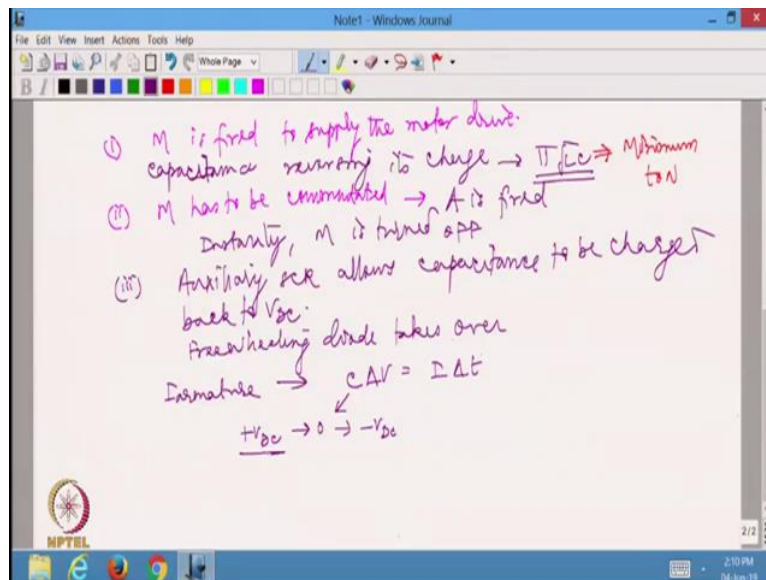 Note1 - Windows Journal
File Edit View Insert Actions Tools Help
Whole Page
(i) M is fired to supply the motor drive.
capacitance reversing its charge → π√LC ⇒ Minimum
ton
(ii) M has to be commutated → A is fired
Instantly, M is turned off
(iii) Auxiliary SCR allows capacitance to be charged
back to VDC.
Freewheeling diode takes over
Iarmature → CΔV = IΔt
+VDC → 0 → -VDC
NPTEL
2/2
2:10 PM
04-Jun-19